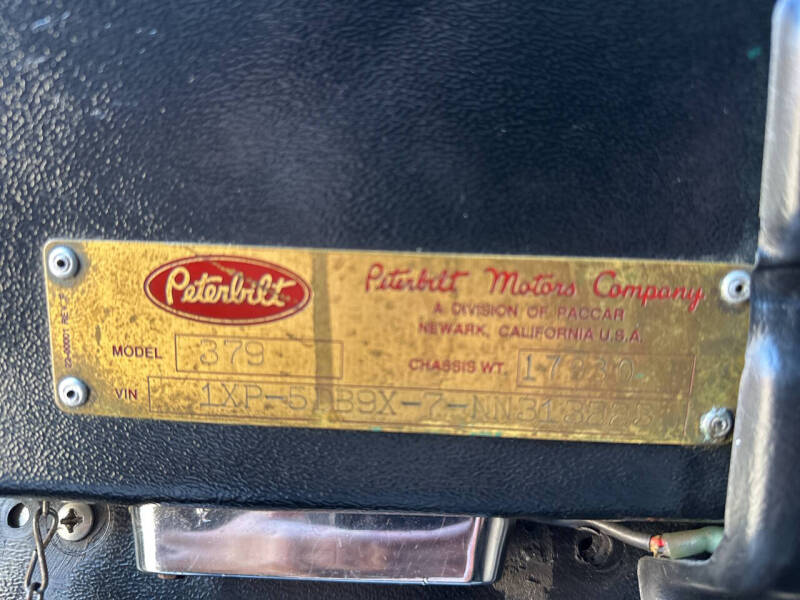 Peterbilt
Peterbilt Motors Company
A DIVISION OF PACCAR
NEWARK, CALIFORNIA U.S.A.
MODEL 379
CHASSIS WT.
VIN